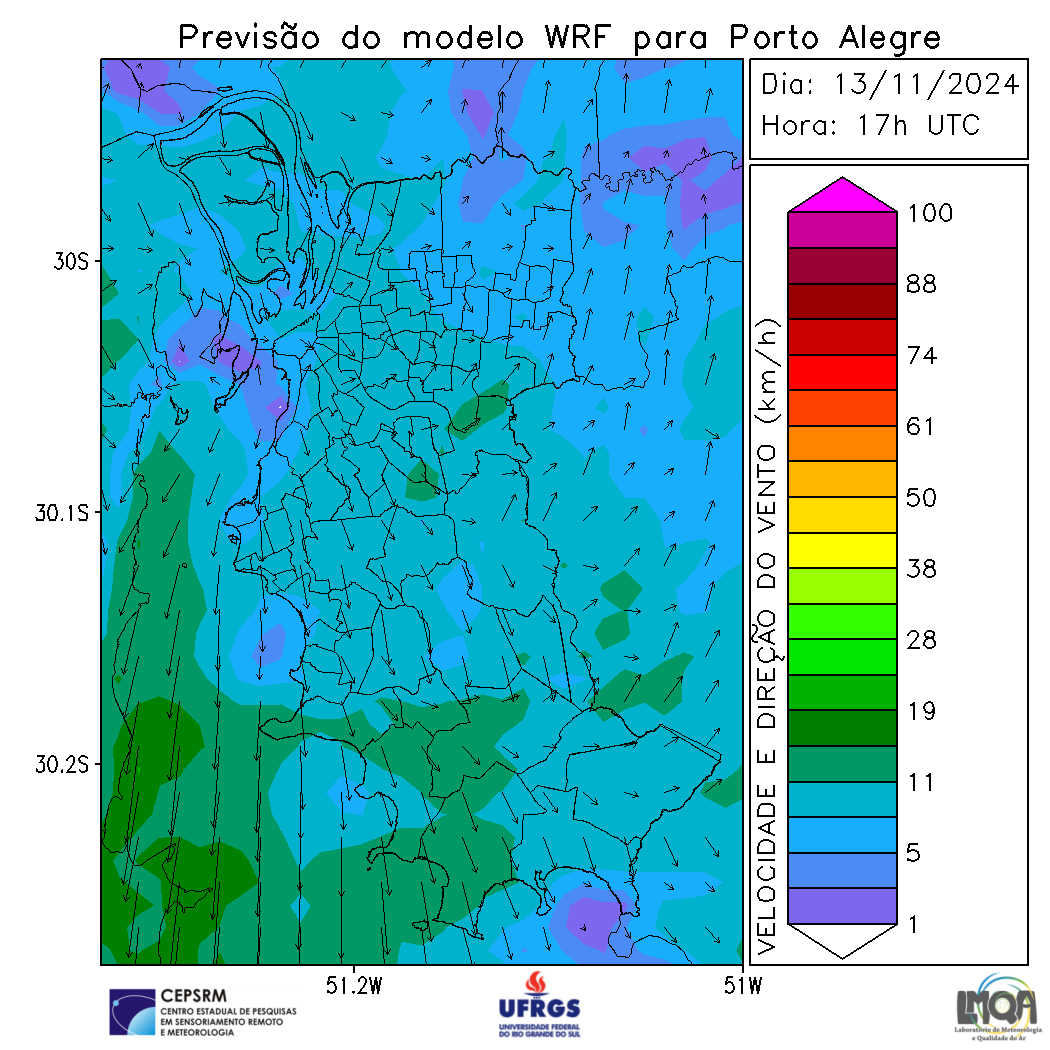 Previsão do modelo WRF para Porto Alegre
Dia: 13/11/2024
Hora: 17h UTC
30S
30.1S
30.2S
51.2W
51W
VELOCIDADE E DIREÇÃO DO VENTO (km/h)
100
88
74
61
50
38
28
19
11
5
1
CEPSRM
CENTRO ESTADUAL DE PESQUISAS
EM SENSORIAMENTO REMOTO
E METEOROLOGIA
UFRGS
UNIVERSIDADE FEDERAL
DO RIO GRANDE DO SUL
LMQA
Laboratório de Meteorologia
e Qualidade do Ar